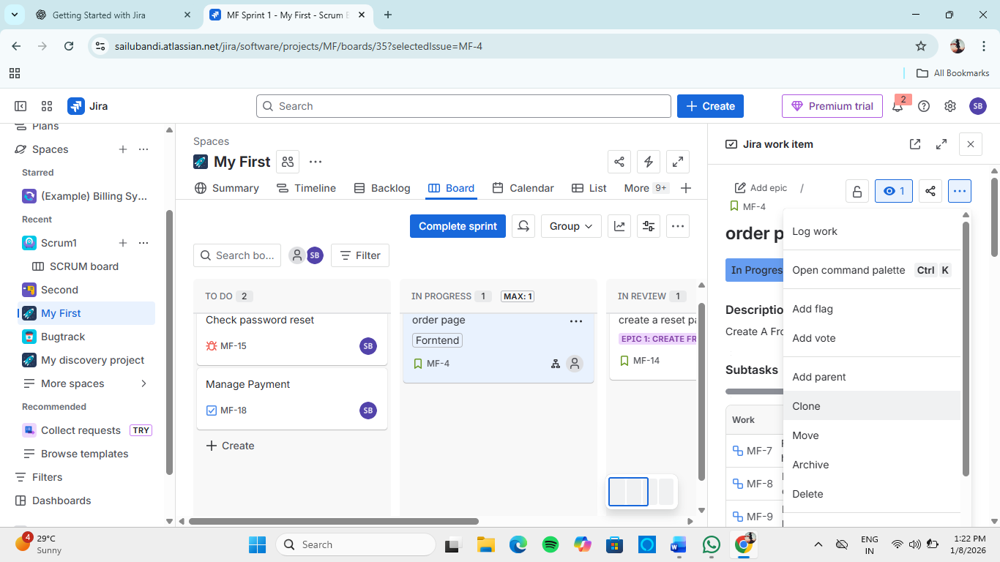 Getting Started with Jira
MF Sprint 1 - My First - Scrum B
sailubandi.atlassian.net/jira/software/projects/MF/boards/35?selectedIssue=MF-4
All Bookmarks
Jira
Search
Create
Premium trial
2
SB
Plans
Spaces
Starred
(Example) Billing Sy...
Recent
Scrum1
SCRUM board
Second
My First
Bugtrack
My discovery project
More spaces
Recommended
Collect requests TRY
Browse templates
Filters
Dashboards
Spaces
My First
Summary Timeline Backlog Board Calendar List More 9+
Complete sprint Group
Search bo... SB Filter
TO DO 2
Check password reset
MF-15 SB
Manage Payment
MF-18 SB
Create
IN PROGRESS 1 MAX: 1
order page
Forntend
MF-4
IN REVIEW 1
create a reset pa
EPIC 1: CREATE FR
MF-14
Jira work item
Add epic / 1
MF-4
order p
In Progres
Descriptio
Create A Fro
Subtasks
Work
MF-7
MF-8
MF-9
Log work
Open command palette Ctrl K
Add flag
Add vote
Add parent
Clone
Move
Archive
Delete
4
29°C
Sunny
Search
ENG
IN
1:22 PM
1/8/2026